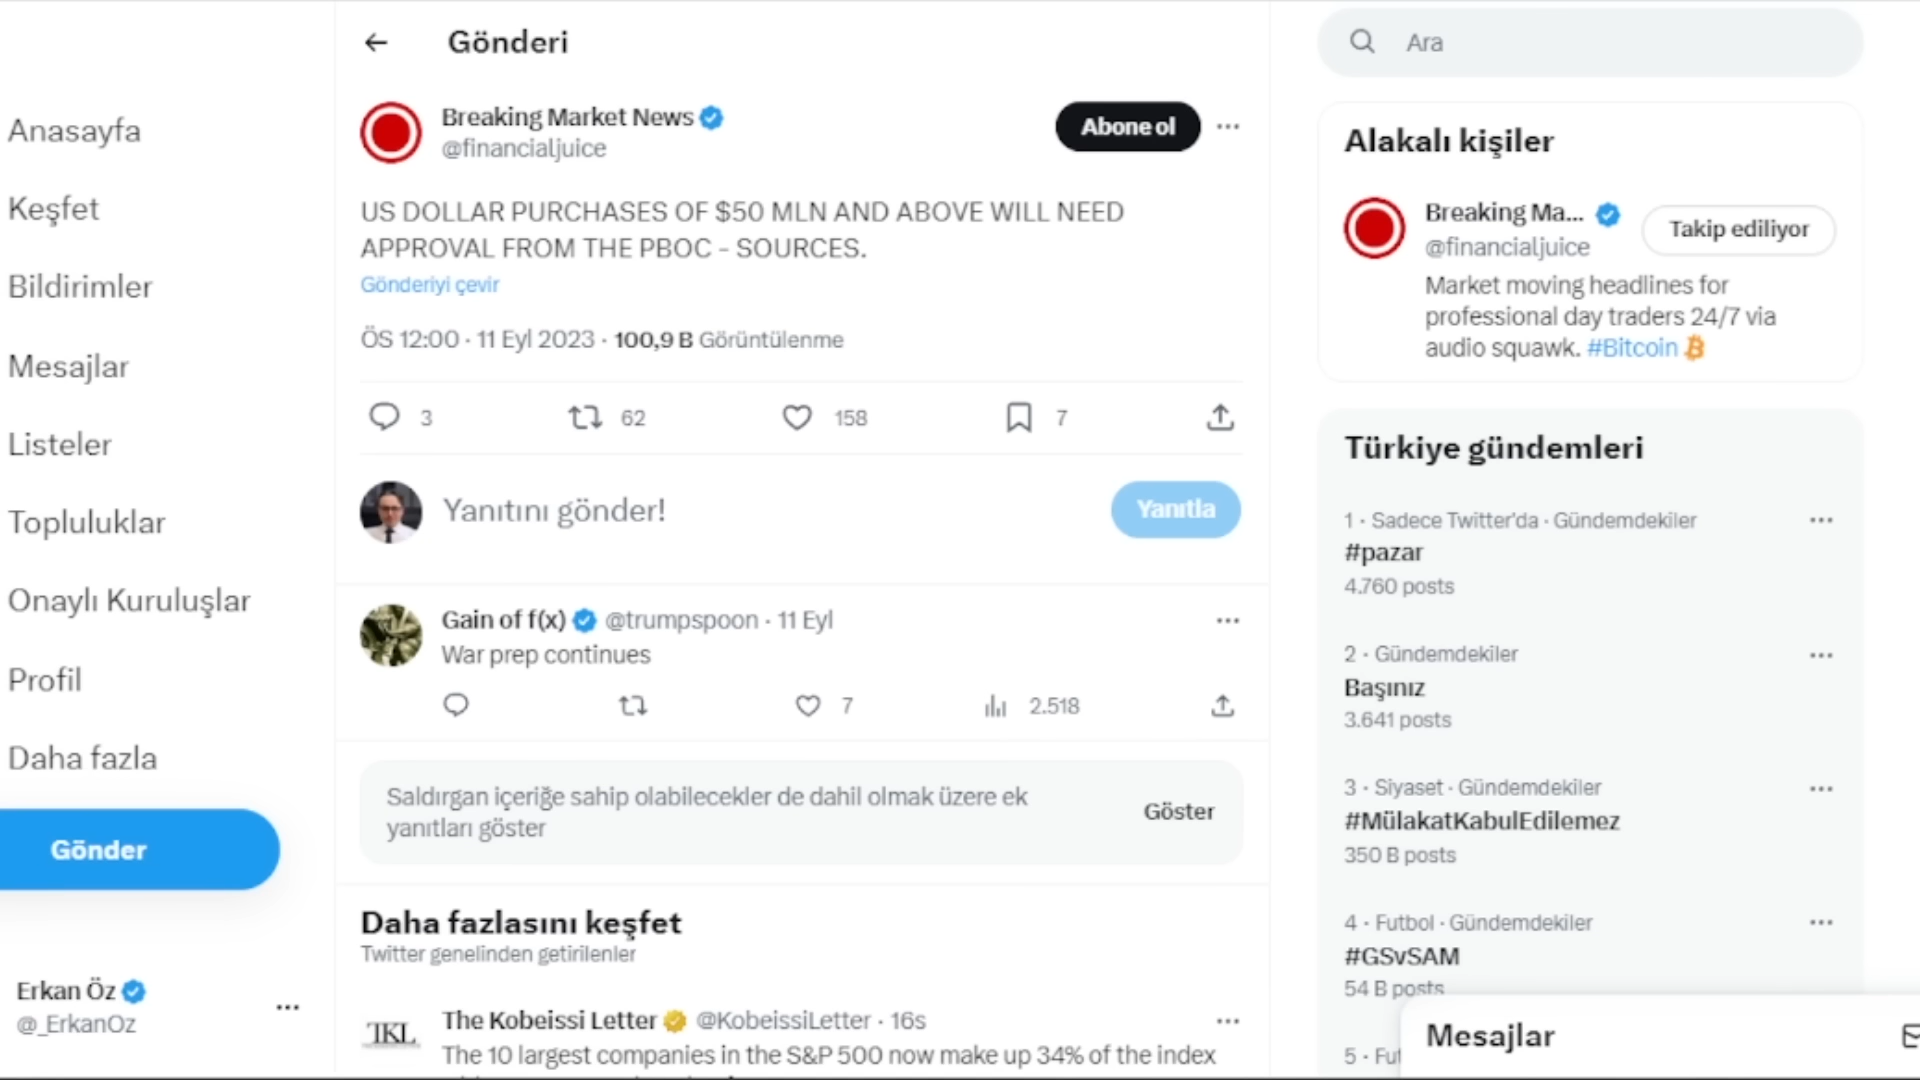 Anasayfa
Keşfet
Bildirimler
Mesajlar
Listeler
Topluluklar
Onaylı Kuruluşlar
Profil
Daha fazla
Gönder
Erkan Öz
@_ErkanOz
Gönderi
Breaking Market News
@financialjuice
Abone ol
US DOLLAR PURCHASES OF $50 MLN AND ABOVE WILL NEED
APPROVAL FROM THE PBOC - SOURCES.
Gönderiyi çevir
ÖS 12:00 · 11 Eyl 2023 · 100,9 B Görüntülenme
3 62 158 7
Yanıtını gönder!
Yanıtla
Gain of f(x) @trumpspoon · 11 Eyl
War prep continues
7 2.518
Saldırgan içeriğe sahip olabilecekler de dahil olmak üzere ek
yanıtları göster
Göster
Daha fazlasını keşfet
Twitter genelinden getirilenler
TKL
The Kobeissi Letter @KobeissiLetter · 16s
The 10 largest companies in the S&P 500 now make up 34% of the index
Ara
Alakalı kişiler
Breaking Ma...
@financialjuice
Takip ediliyor
Market moving headlines for
professional day traders 24/7 via
audio squawk. #Bitcoin
Türkiye gündemleri
1 · Sadece Twitter'da · Gündemdekiler
#pazar
4.760 posts
2 · Gündemdekiler
Başınız
3.641 posts
3 · Siyaset · Gündemdekiler
#MülakatKabulEdilemez
350 B posts
4 · Futbol · Gündemdekiler
#GSvSAM
54 B posts
5 · Fut
Mesajlar